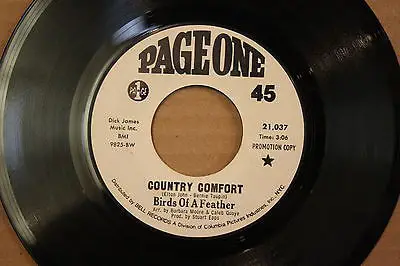 PAGE ONE
45
1
PAGE
Dick James
Music Inc.
BMI
9825-BW
21,037
Time: 3:06
PROMOTION COPY
COUNTRY COMFORT
(Elton John - Bernie Taupin)
Birds Of A Feather
Arr. by Barbara Moore & Caleb Quaye
Prod. by Stuart Epps
Distributed by BELL RECORDS A Division of Columbia Pictures Industries, Inc. NYC